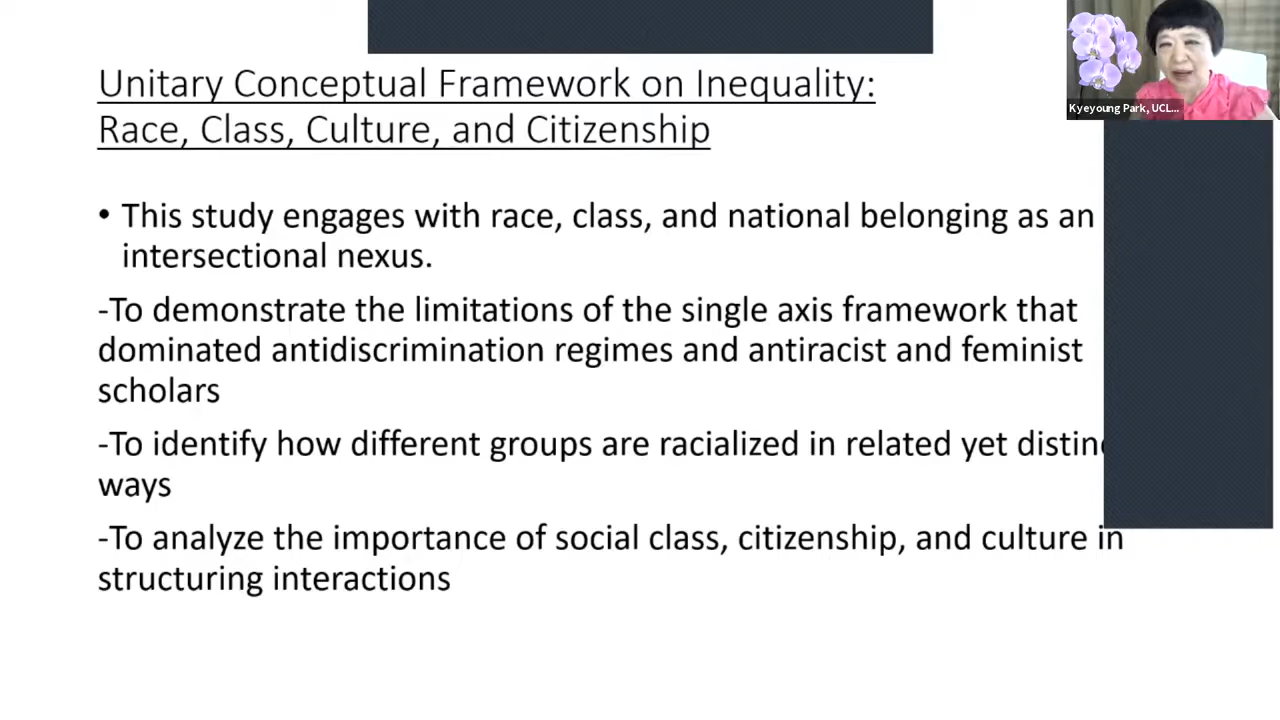 Unitary Conceptual Framework on Inequality:
Race, Class, Culture, and Citizenship
Kyeyoung Park, UCL...
• This study engages with race, class, and national belonging as an
intersectional nexus.
-To demonstrate the limitations of the single axis framework that
dominated antidiscrimination regimes and antiracist and feminist
scholars
-To identify how different groups are racialized in related yet distinc
ways
-To analyze the importance of social class, citizenship, and culture in
structuring interactions